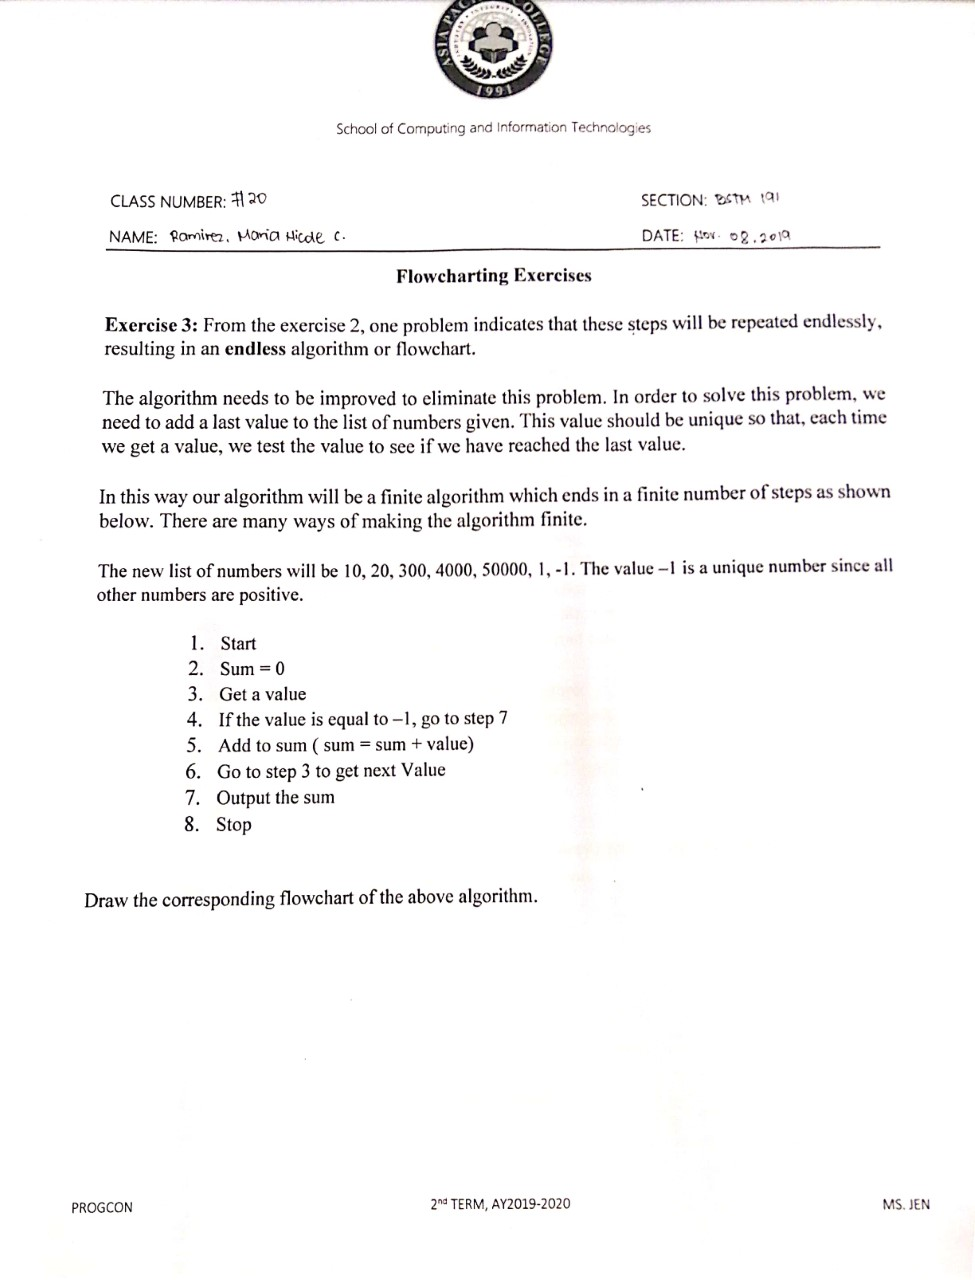 ASIA PAC COLLEGE
INTEGRITY
1991
School of Computing and Information Technologies
CLASS NUMBER: #20 SECTION: BSTM 191
NAME: Ramirez, Maria Nicole C. DATE: Nov. 08, 2019
Flowcharting Exercises
Exercise 3: From the exercise 2, one problem indicates that these steps will be repeated endlessly,
resulting in an endless algorithm or flowchart.
The algorithm needs to be improved to eliminate this problem. In order to solve this problem, we
need to add a last value to the list of numbers given. This value should be unique so that, each time
we get a value, we test the value to see if we have reached the last value.
In this way our algorithm will be a finite algorithm which ends in a finite number of steps as shown
below. There are many ways of making the algorithm finite.
The new list of numbers will be 10, 20, 300, 4000, 50000, 1, -1. The value –1 is a unique number since all
other numbers are positive.
1. Start
2. Sum = 0
3. Get a value
4. If the value is equal to –1, go to step 7
5. Add to sum ( sum = sum + value)
6. Go to step 3 to get next Value
7. Output the sum
8. Stop
Draw the corresponding flowchart of the above algorithm.
PROGCON 2nd TERM, AY2019-2020 MS. JEN